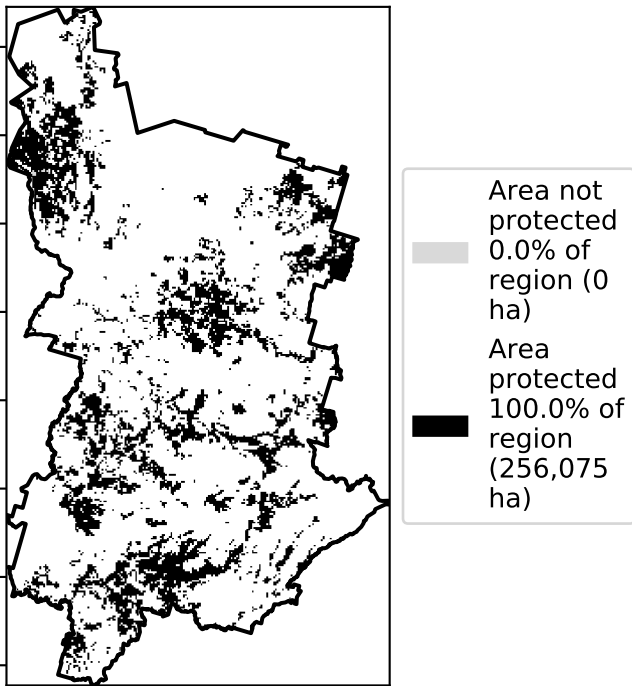 Area not
protected
0.0% of
region (0
ha)
Area
protected
100.0% of
region
(256,075
ha)